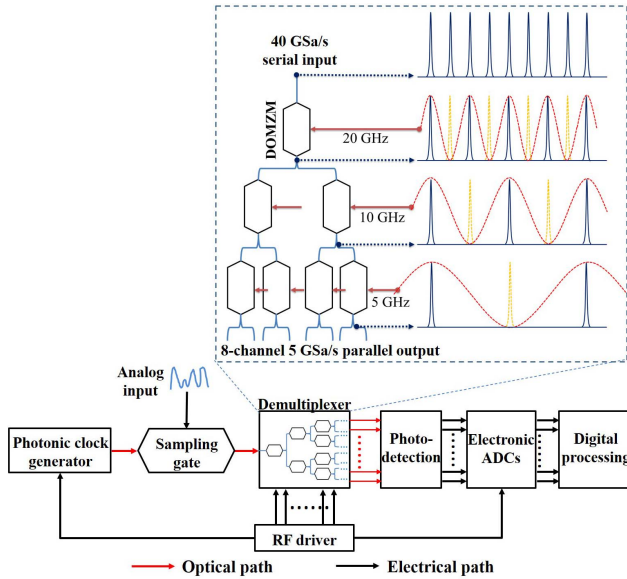 40 GSa/s
serial input
DOMZM
20 GHz
10 GHz
5 GHz
8-channel 5 GSa/s parallel output
Analog
input
Demultiplexer
Photonic clock
generator
Sampling
gate
Photo-
detection
Electronic
ADCs
Digital
processing
RF driver
Optical path
Electrical path